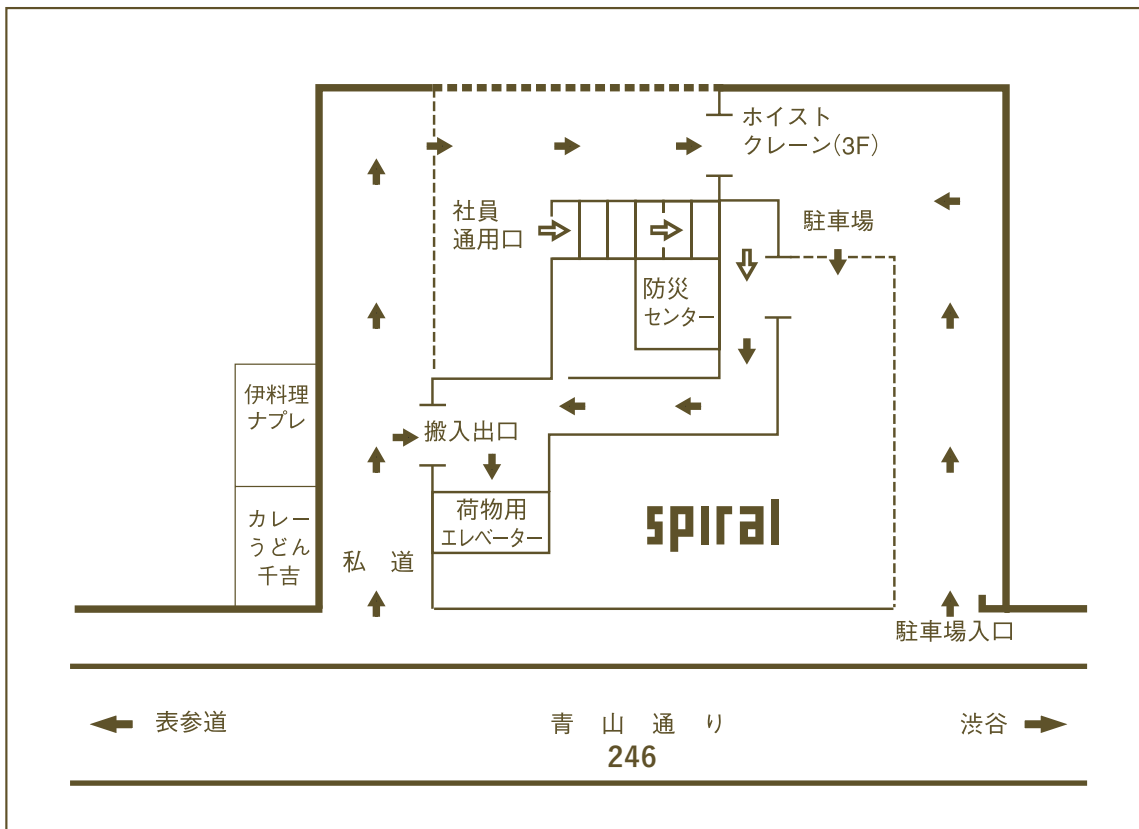 ホイスト
クレーン(3F)
社員
通用口
駐車場
防災
センター
伊料理
ナプレ
搬入出口
荷物用
エレベーター
カレー
うどん
千吉
spiral
私 道
駐車場入口
表参道
青 山 通 り
渋谷
246